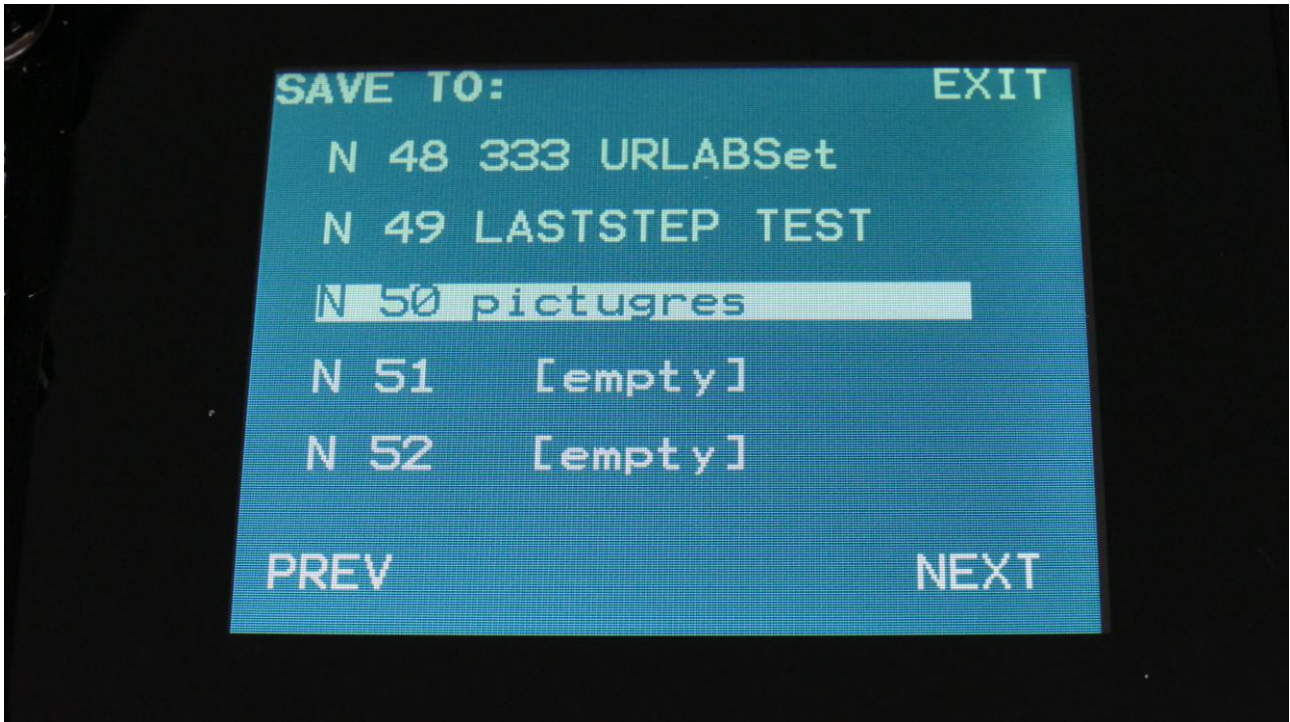 SAVE TO: EXIT
N 48 333 URLABSet
N 49 LASTSTEP TEST
N 50 pictugres
N 51 [empty]
N 52 [empty]
PREV NEXT